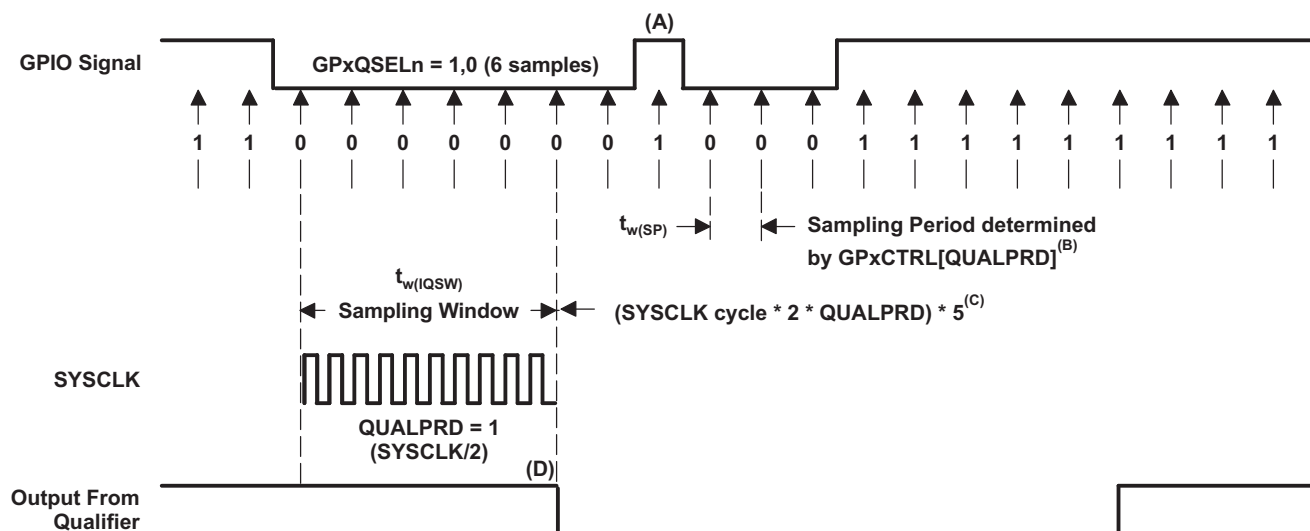 (A)
GPIO Signal
GPxQSELn = 1,0 (6 samples)
1 1 0 0 0 0 0 0 0 1 0 0 0 1 1 1 1 1 1 1 1 1
tw(SP)
Sampling Period determined
by GPxCTRL[QUALPRD](B)
tw(IQSW)
Sampling Window
(SYSCLK cycle * 2 * QUALPRD) * 5(C)
SYSCLK
QUALPRD = 1
(SYSCLK/2)
(D)
Output From
Qualifier